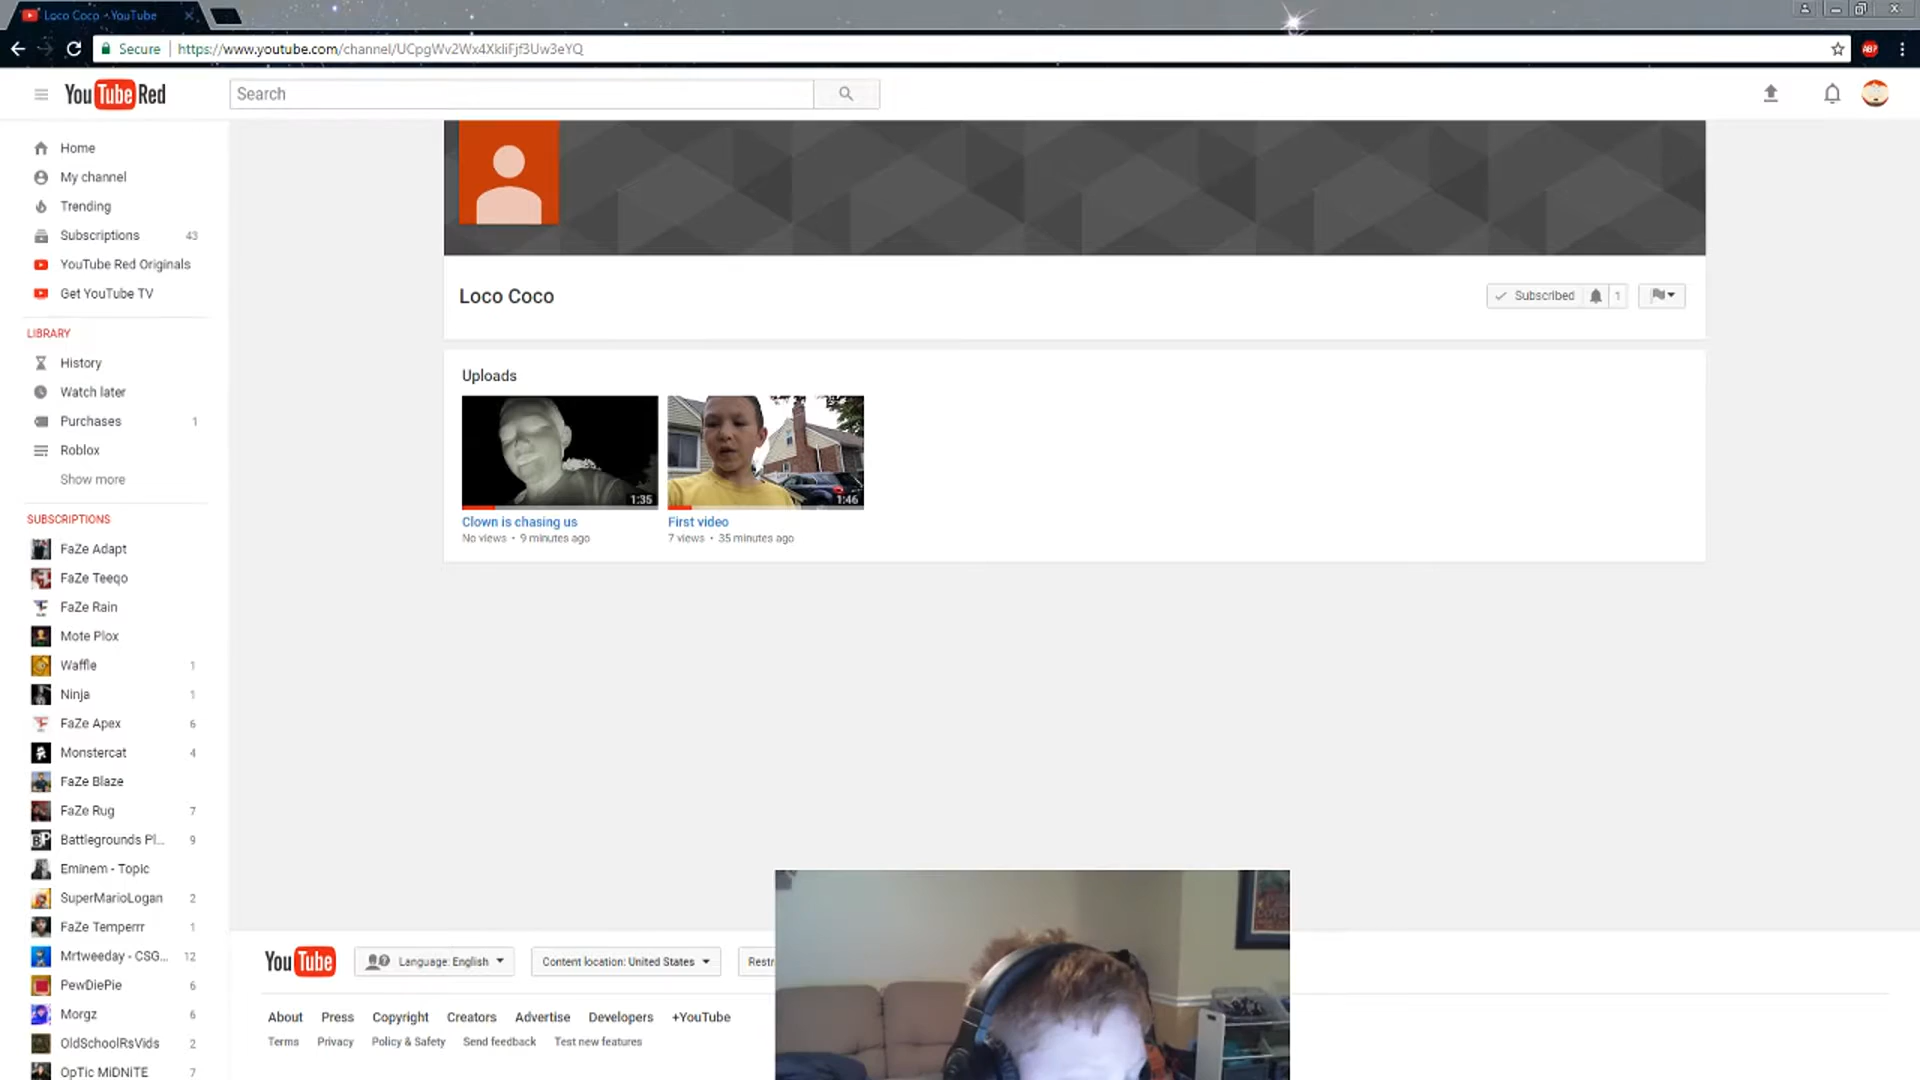 Loco Coco - YouTube
Secure https://www.youtube.com/channel/UCpgWv2Wx4XkliFjf3Uw3eYQ
ABP
YouTube Red
Search
Home
My channel
Trending
Subscriptions 43
YouTube Red Originals
Get YouTube TV
LIBRARY
History
Watch later
Purchases 1
Roblox
Show more
SUBSCRIPTIONS
FaZe Adapt
FaZe Teeqo
FaZe Rain
Mote Plox
Waffle 1
Ninja 1
FaZe Apex 6
Monstercat 4
FaZe Blaze
FaZe Rug 7
Battlegrounds Pl... 9
Eminem - Topic
SuperMarioLogan 2
FaZe Temperrr 1
Mrtweeday - CSG... 12
PewDiePie 6
Morgz 6
OldSchoolRsVids 2
OpTic MiDNiTE 7
Loco Coco
Subscribed 1
Uploads
1:35
1:46
Clown is chasing us
No views • 9 minutes ago
First video
7 views • 35 minutes ago
YouTube
Language: English
Content location: United States
Restr
About Press Copyright Creators Advertise Developers +YouTube
Terms Privacy Policy & Safety Send feedback Test new features